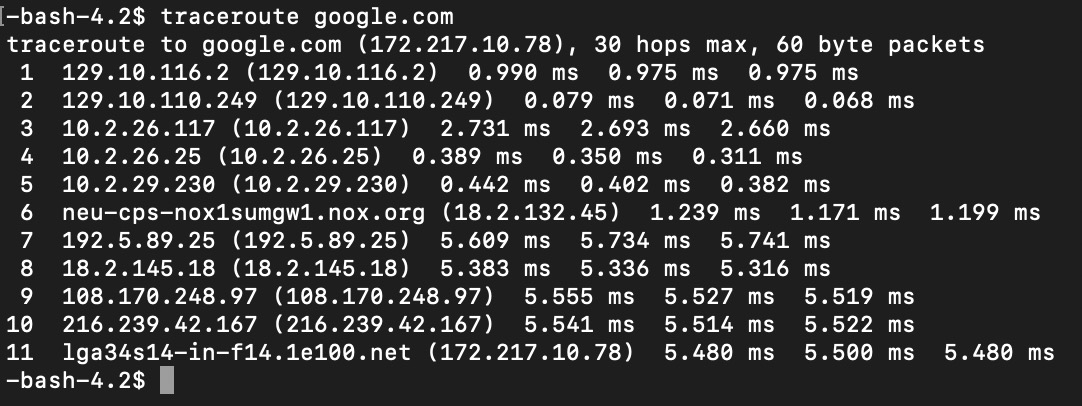 [-bash-4.2$ traceroute google.com
traceroute to google.com (172.217.10.78), 30 hops max, 60 byte packets
 1  129.10.116.2 (129.10.116.2)  0.990 ms  0.975 ms  0.975 ms
 2  129.10.110.249 (129.10.110.249)  0.079 ms  0.071 ms  0.068 ms
 3  10.2.26.117 (10.2.26.117)  2.731 ms  2.693 ms  2.660 ms
 4  10.2.26.25 (10.2.26.25)  0.389 ms  0.350 ms  0.311 ms
 5  10.2.29.230 (10.2.29.230)  0.442 ms  0.402 ms  0.382 ms
 6  neu-cps-nox1sumgw1.nox.org (18.2.132.45)  1.239 ms  1.171 ms  1.199 ms
 7  192.5.89.25 (192.5.89.25)  5.609 ms  5.734 ms  5.741 ms
 8  18.2.145.18 (18.2.145.18)  5.383 ms  5.336 ms  5.316 ms
 9  108.170.248.97 (108.170.248.97)  5.555 ms  5.527 ms  5.519 ms
10  216.239.42.167 (216.239.42.167)  5.541 ms  5.514 ms  5.522 ms
11  lga34s14-in-f14.1e100.net (172.217.10.78)  5.480 ms  5.500 ms  5.480 ms
-bash-4.2$